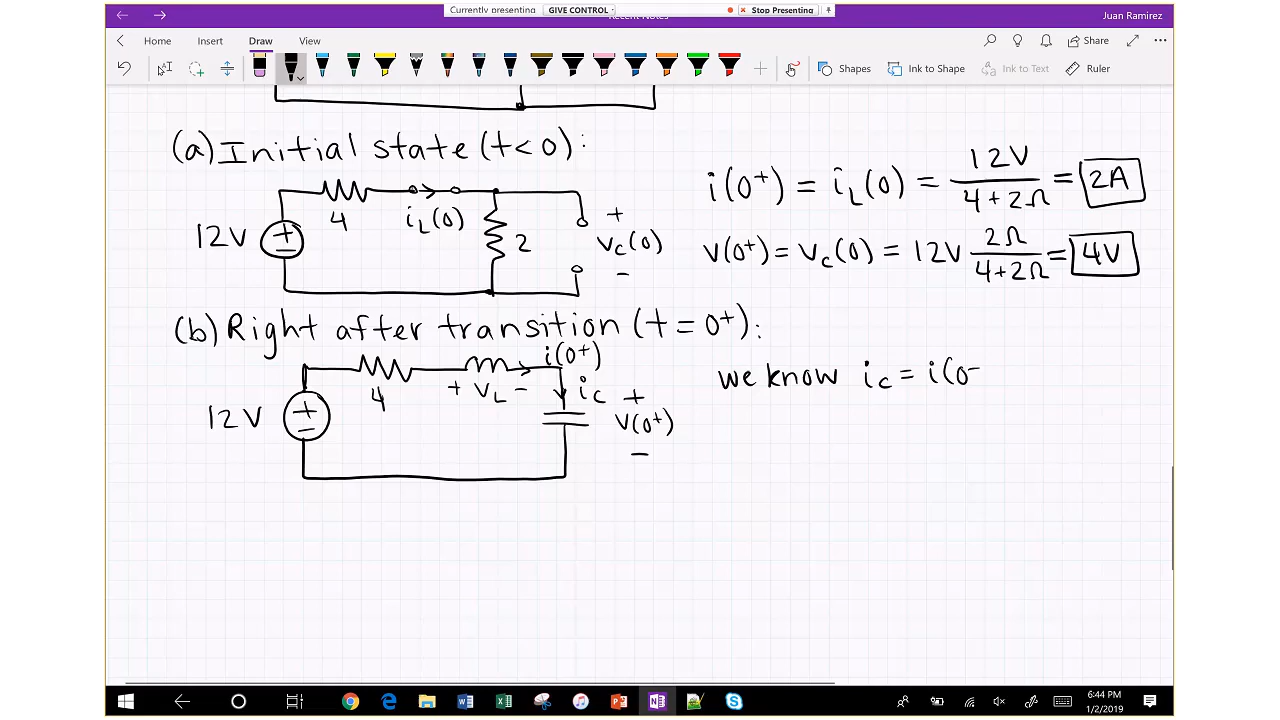 Currently presenting GIVE CONTROL Stop Presenting
Recent Notes
Juan Ramirez
Home Insert Draw View
Share
Shapes Ink to Shape Ink to Text Ruler
(a) Initial state (t < 0):
12V 4 iL(0) 2 + vc(0) −
i(0+) = iL(0) = 12V / 4+2Ω = 2A
v(0+) = vc(0) = 12V 2Ω / 4+2Ω = 4V
(b) Right after transition (t = 0+):
12V 4 + VL − i(0+) ic + v(0+) −
we know ic = i(0
6:44 PM
1/2/2019